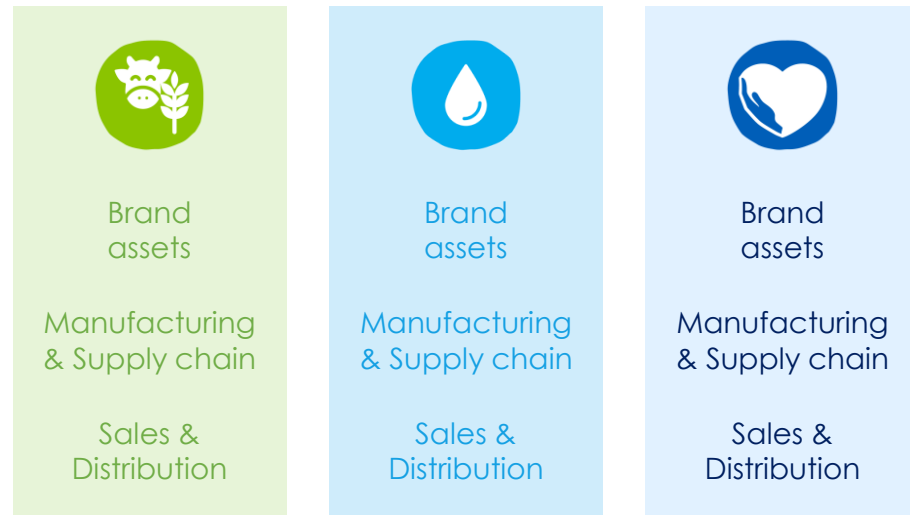 Brand
assets
Manufacturing
& Supply chain
Sales &
Distribution
Brand
assets
Manufacturing
& Supply chain
Sales &
Distribution
Brand
assets
Manufacturing
& Supply chain
Sales &
Distribution